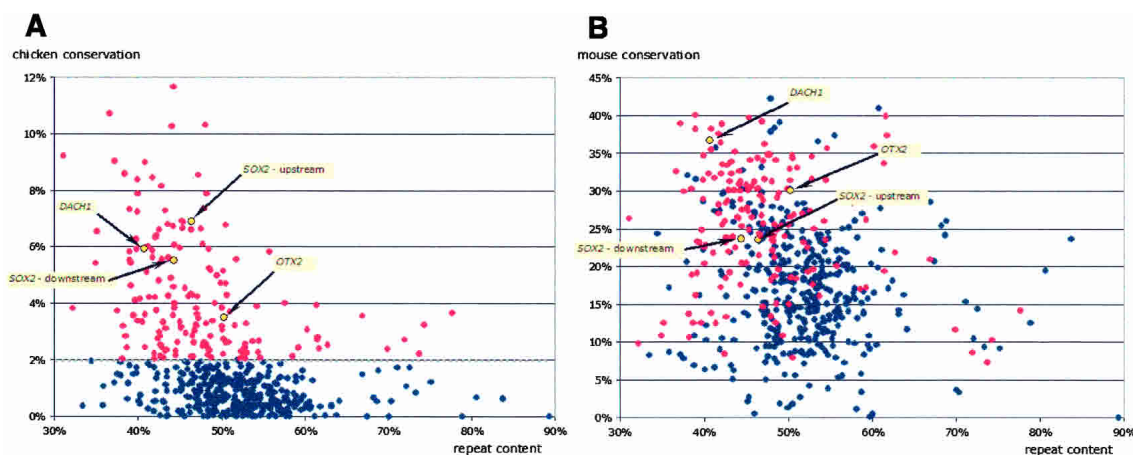 A
chicken conservation
12%
10%
8%
6%
4%
2%
0%
SOX2 - upstream
DACH1
SOX2 - downstream
OTX2
30%
40%
50%
60%
70%
80%
90%
repeat content
B
mouse conservation
45%
40%
35%
30%
25%
20%
15%
10%
5%
0%
DACH1
OTX2
SOX2 - upstream
SOX2 - downstream
30%
40%
50%
60%
70%
80%
90%
repeat content